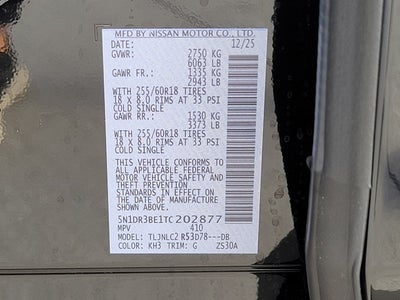 MFD BY NISSAN MOTOR CO., LTD.
DATE: 12/25
GVWR: 2750 KG
6063 LB
GAWR FR.: 1335 KG
2943 LB
WITH 255/60R18 TIRES
18 x 8.0 RIMS AT 33 PSI
COLD SINGLE
GAWR RR.: 1530 KG
3373 LB
WITH 255/60R18 TIRES
18 x 8.0 RIMS AT 33 PSI
COLD SINGLE
THIS VEHICLE CONFORMS TO
ALL APPLICABLE FEDERAL
MOTOR VEHICLE SAFETY AND
THEFT PREVENTION
STANDARDS IN EFFECT ON
THE DATE OF MANUFACTURE
SHOWN ABOVE.
5N1DR3BE1TC202877
MPV 410
MODEL: TLJNLC2 R53D78---DB
COLOR: KH3 TRIM: G ZS30A